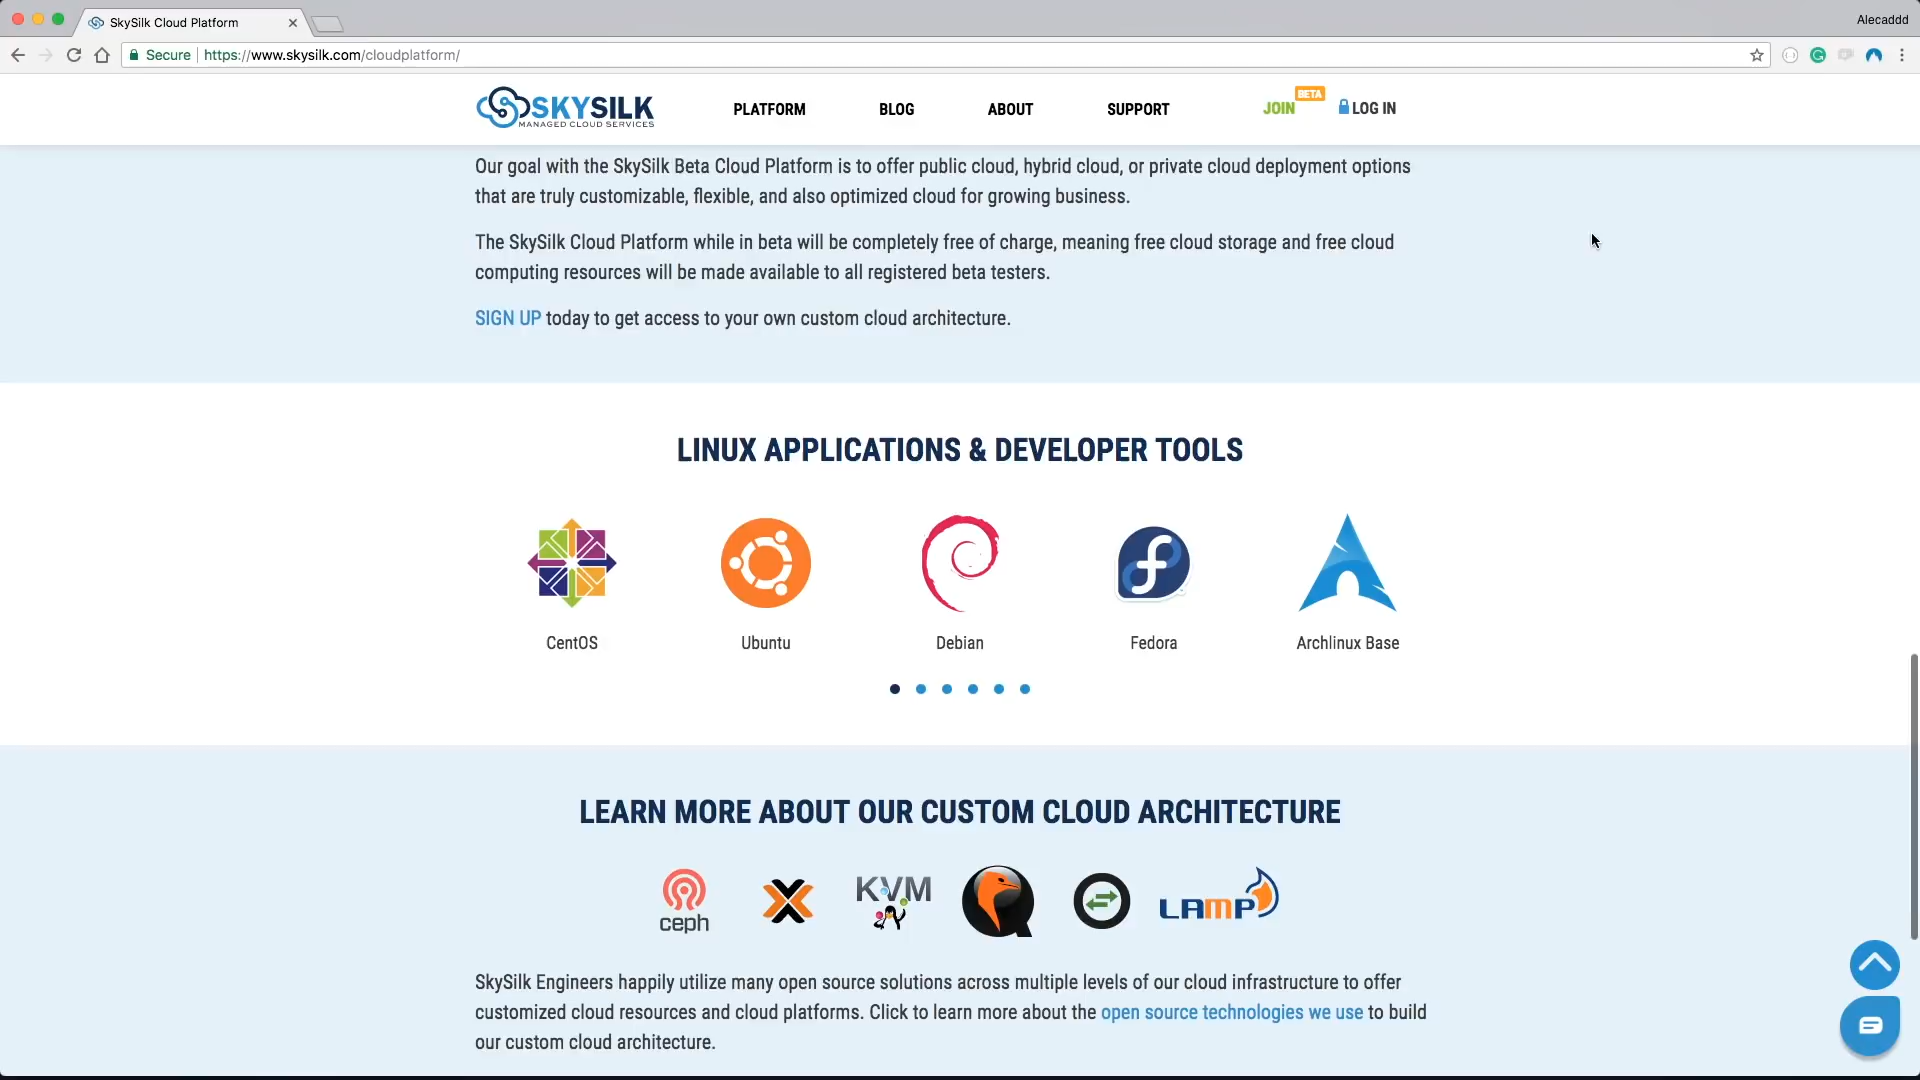 SkySilk Cloud Platform
Alecaddd
Secure
https://www.skysilk.com/cloudplatform/
SKYSILK
MANAGED CLOUD SERVICES
PLATFORM
BLOG
ABOUT
SUPPORT
JOIN
BETA
LOG IN
Our goal with the SkySilk Beta Cloud Platform is to offer public cloud, hybrid cloud, or private cloud deployment options
that are truly customizable, flexible, and also optimized cloud for growing business.
The SkySilk Cloud Platform while in beta will be completely free of charge, meaning free cloud storage and free cloud
computing resources will be made available to all registered beta testers.
SIGN UP today to get access to your own custom cloud architecture.
LINUX APPLICATIONS & DEVELOPER TOOLS
CentOS
Ubuntu
Debian
Fedora
Archlinux Base
LEARN MORE ABOUT OUR CUSTOM CLOUD ARCHITECTURE
ceph
KVM
LAMP
SkySilk Engineers happily utilize many open source solutions across multiple levels of our cloud infrastructure to offer
customized cloud resources and cloud platforms. Click to learn more about the open source technologies we use to build
our custom cloud architecture.